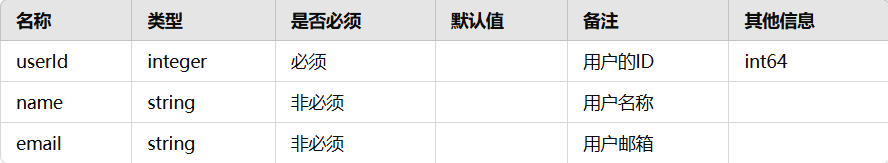 名称 类型 是否必须 默认值 备注 其他信息
userId integer 必须 用户的ID int64
name string 非必须 用户名称
email string 非必须 用户邮箱